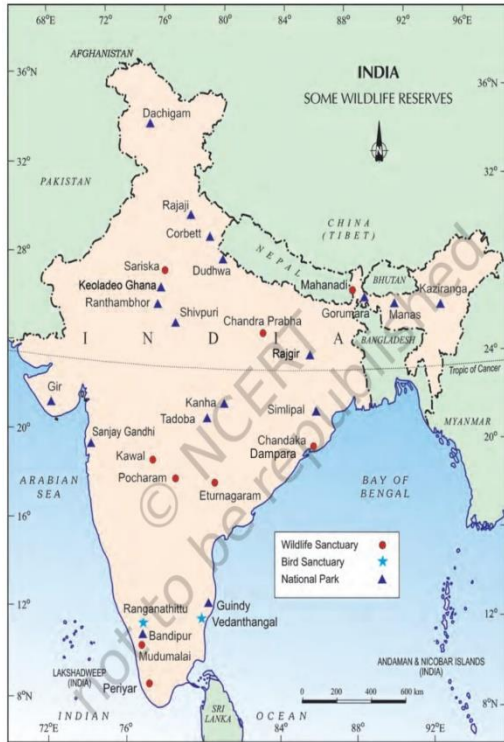 68°E 72° 76° 80° 84° 88° 92° 96°
AFGHANISTAN
36°N
36°N
INDIA
SOME WILDLIFE RESERVES
Dachigam
32°
32°
PAKISTAN
CHINA
(TIBET)
Rajaji
Corbett
28°
28°
NEPAL
Dudhwa
Sariska
Mahanadi
BHUTAN
Kaziranga
Keoladeo Ghana
Ranthambhor
Gorumara
Manas
Shivpuri
Chandra Prabha
INDIA
BANGLADESH
Rajgir
24°
24°
Tropic of Cancer
Gir
Kanha
Simlipal
Tadoba
MYANMAR
20°
20°
Sanjay Gandhi
Chandaka
Dampara
Kawal
ARABIAN
SEA
Pocharam
Eturnagaram
BAY OF
BENGAL
16°
16°
© NCERT
not to be republished
Wildlife Sanctuary
Bird Sanctuary
National Park
12°
12°
Ranganathittu
Guindy
Vedanthangal
Bandipur
Mudumalai
LAKSHADWEEP
(INDIA)
ANDAMAN & NICOBAR ISLANDS
(INDIA)
Periyar
8°N
8°N
0 200 400 600 km
SRI
LANKA
INDIAN OCEAN
72°E 76° 80° 84° 88° 92°E